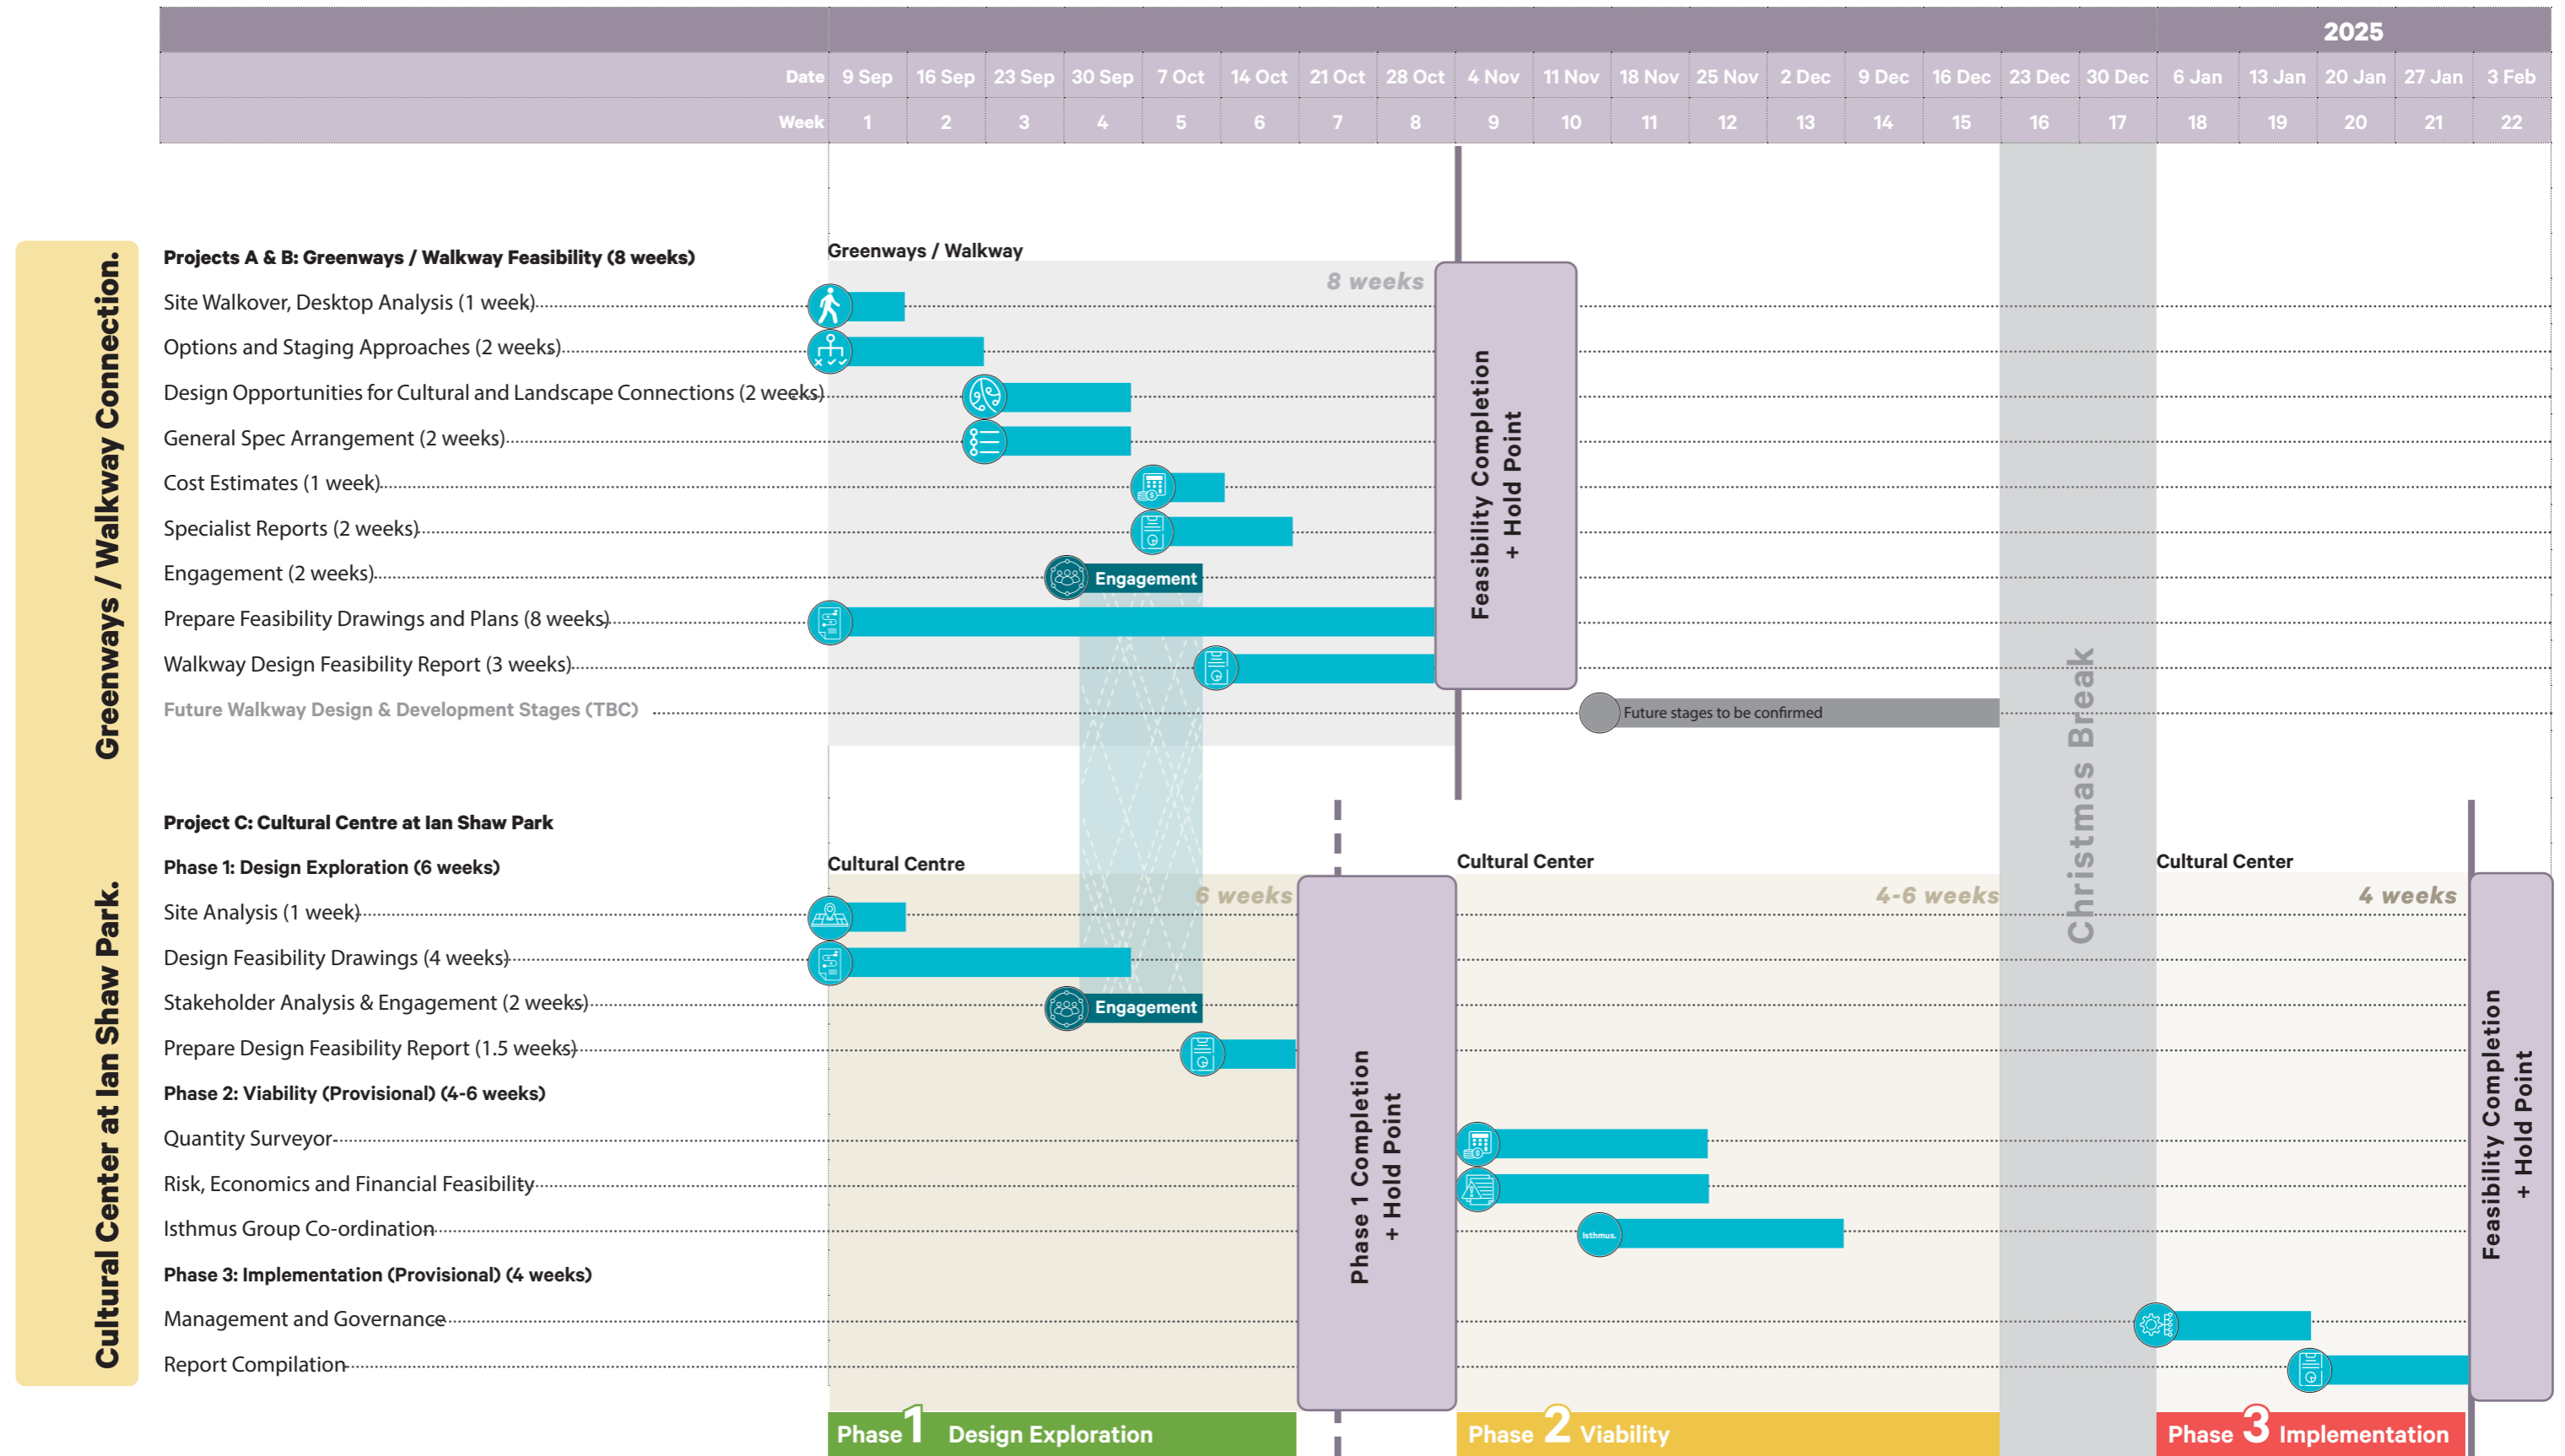 2025
Date 9 Sep 16 Sep 23 Sep 30 Sep 7 Oct 14 Oct 21 Oct 28 Oct 4 Nov 11 Nov 18 Nov 25 Nov 2 Dec 9 Dec 16 Dec 23 Dec 30 Dec 6 Jan 13 Jan 20 Jan 27 Jan 3 Feb
Week 1 2 3 4 5 6 7 8 9 10 11 12 13 14 15 16 17 18 19 20 21 22
Greenways / Walkway Connection.
Projects A & B: Greenways / Walkway Feasibility (8 weeks)
Greenways / Walkway
8 weeks
Site Walkover, Desktop Analysis (1 week)
Options and Staging Approaches (2 weeks)
Design Opportunities for Cultural and Landscape Connections (2 weeks)
General Spec Arrangement (2 weeks)
Cost Estimates (1 week)
Specialist Reports (2 weeks)
Engagement (2 weeks)
Engagement
Prepare Feasibility Drawings and Plans (8 weeks)
Walkway Design Feasibility Report (3 weeks)
Future Walkway Design & Development Stages (TBC)
Future stages to be confirmed
Feasibility Completion
+ Hold Point
Christmas Break
Cultural Center at Ian Shaw Park.
Project C: Cultural Centre at Ian Shaw Park
Phase 1: Design Exploration (6 weeks)
Cultural Centre
Cultural Center
Cultural Center
6 weeks
4-6 weeks
4 weeks
Site Analysis (1 week)
Design Feasibility Drawings (4 weeks)
Stakeholder Analysis & Engagement (2 weeks)
Engagement
Prepare Design Feasibility Report (1.5 weeks)
Phase 2: Viability (Provisional) (4-6 weeks)
Quantity Surveyor
Risk, Economics and Financial Feasibility
Isthmus Group Co-ordination
Isthmus.
Phase 3: Implementation (Provisional) (4 weeks)
Management and Governance
Report Compilation
Phase 1 Completion
+ Hold Point
Feasibility Completion
+ Hold Point
Phase 1 Design Exploration
Phase 2 Viability
Phase 3 Implementation